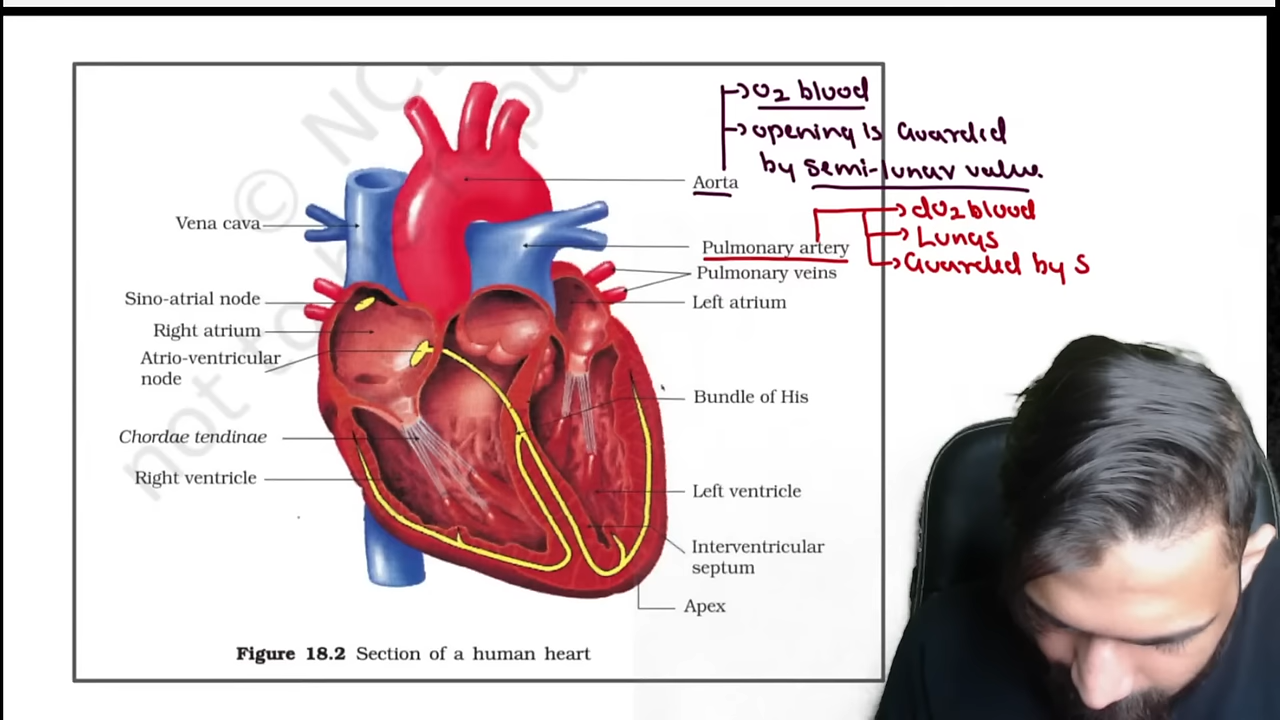 → O2 blood
→ opening is Guarded
by semi-lunar valve.
Aorta
→ dO2 blood
→ Lungs
→ Guarded by S
Vena cava
Pulmonary artery
Pulmonary veins
Sino-atrial node
Left atrium
Right atrium
Atrio-ventricular
node
Bundle of His
Chordae tendinae
Right ventricle
Left ventricle
Interventricular
septum
Apex
Figure 18.2 Section of a human heart
©
not to